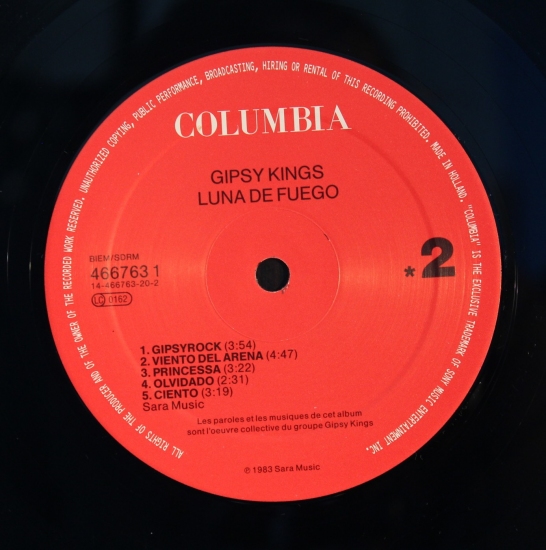 ALL RIGHTS OF THE PRODUCER AND OF THE OWNER OF THE RECORDED WORK RESERVED. UNAUTHORIZED COPYING, PUBLIC PERFORMANCE, BROADCASTING, HIRING OR RENTAL OF THIS RECORDING PROHIBITED. MADE IN HOLLAND. "COLUMBIA" IS THE EXCLUSIVE TRADEMARK OF SONY MUSIC ENTERTAINMENT INC.
COLUMBIA
GIPSY KINGS
LUNA DE FUEGO
BIEM/SDRM
466763 1
14-466763-20-2
LC 0162
*2
1. GIPSYROCK (3:54)
2. VIENTO DEL ARENA (4:47)
3. PRINCESSA (3:22)
4. OLVIDADO (2:31)
5. CIENTO (3:19)
Sara Music
Les paroles et les musiques de cet album
sont l'oeuvre collective du groupe Gipsy Kings
℗ 1983 Sara Music